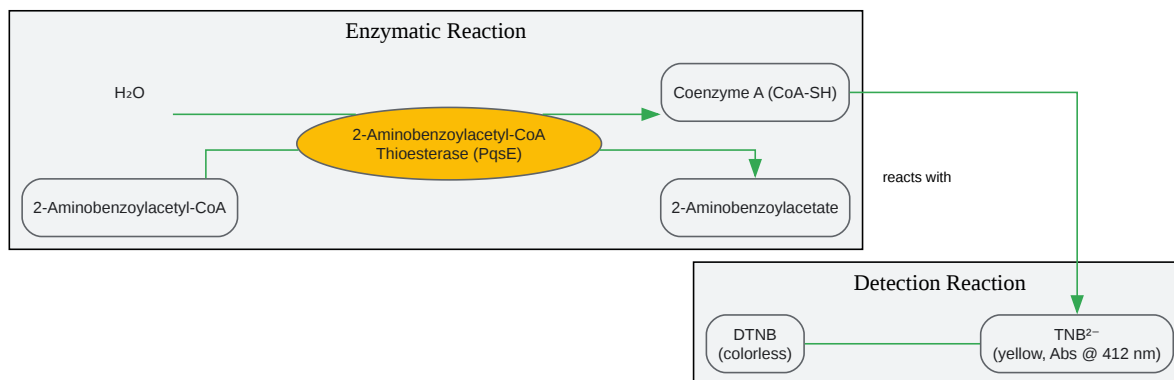 Enzymatic Reaction
H₂O
Coenzyme A (CoA-SH)
2-Aminobenzoylacetyl-CoA
Thioesterase (PqsE)
2-Aminobenzoylacetyl-CoA
2-Aminobenzoylacetate
reacts with
Detection Reaction
DTNB
(colorless)
TNB²⁻
(yellow, Abs @ 412 nm)